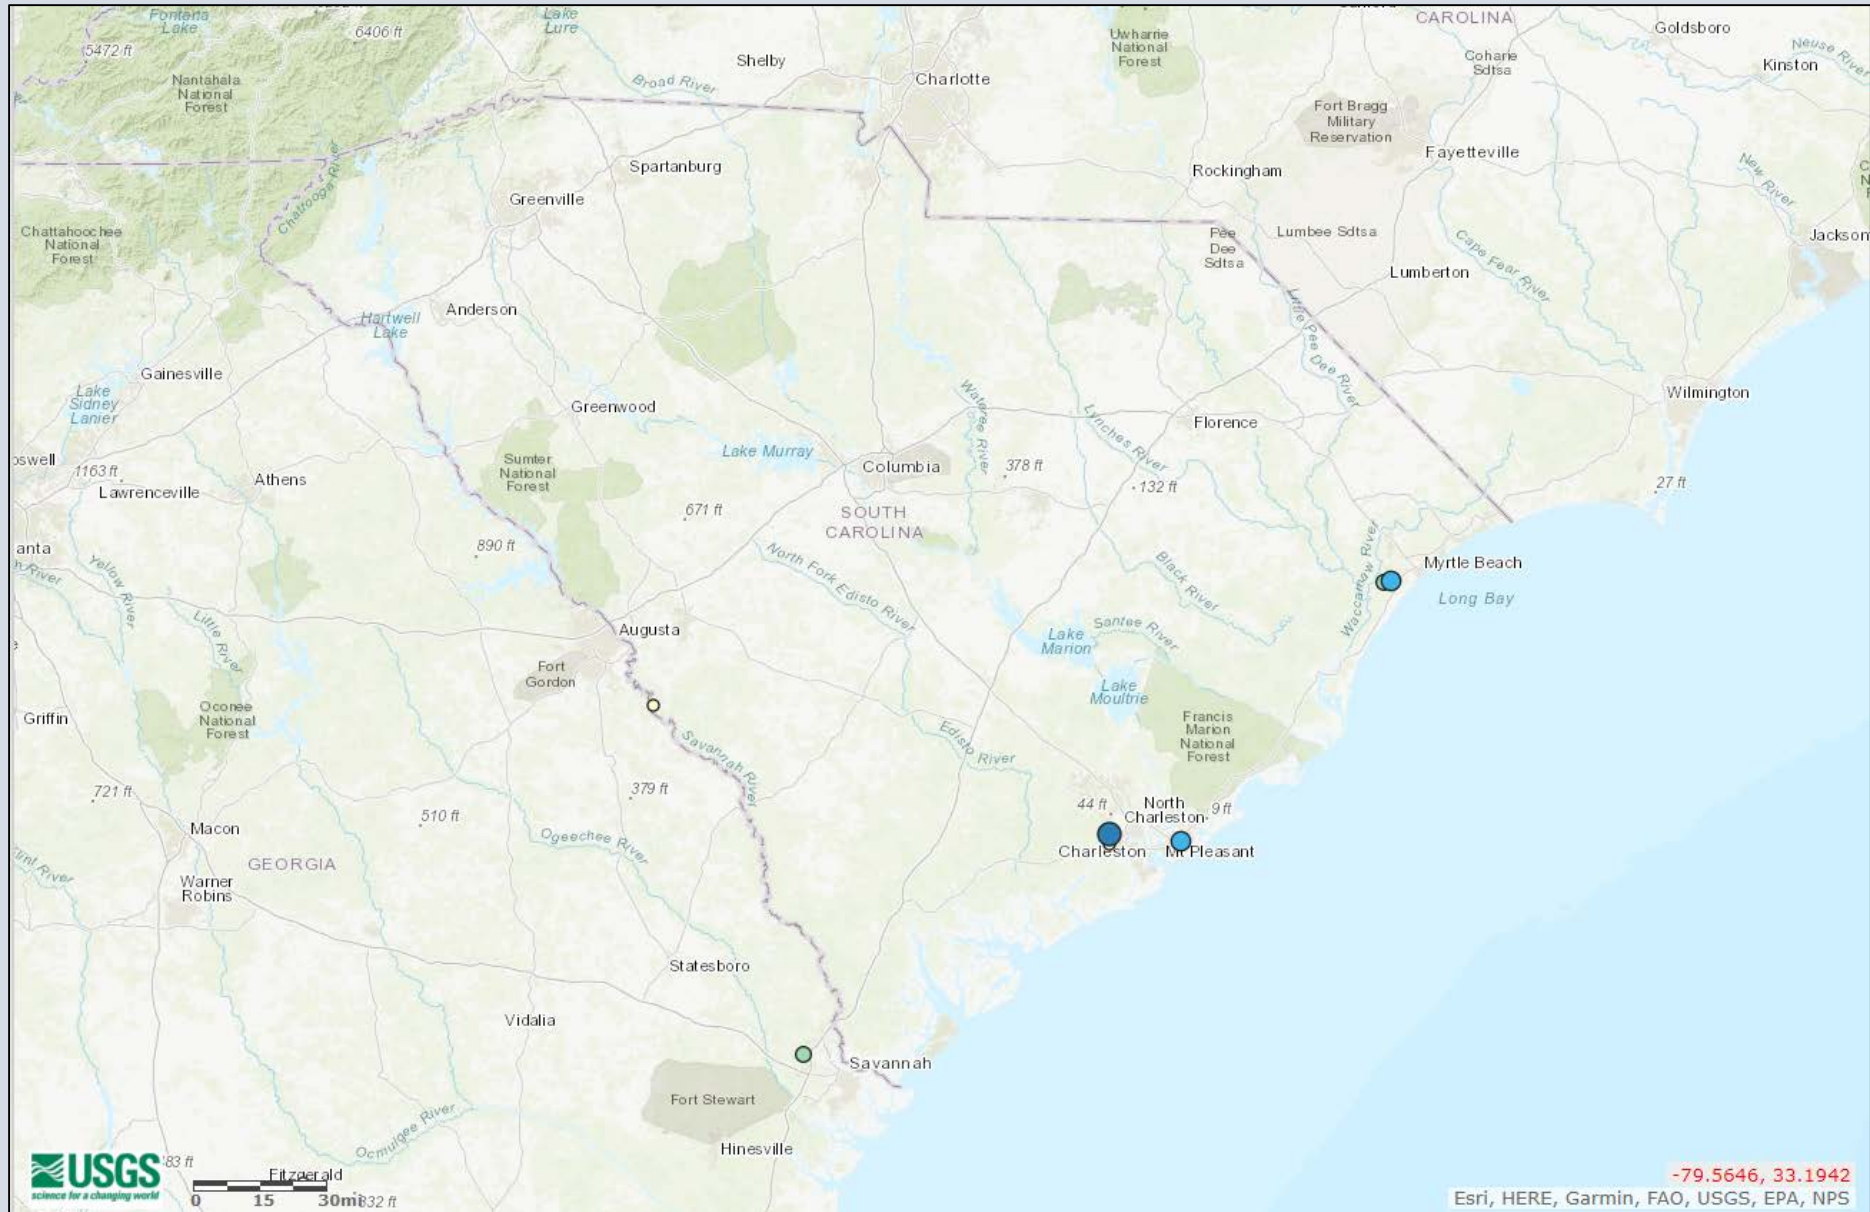 Fontana
Lake
6406 ft
Lake
Lure
CAROLINA
Goldsboro
5472 ft
Neuse River
Shelby
Uwharrie
National
Forest
Coharie
Sdtsa
Kinston
Nantahala
National
Forest
Broad River
Charlotte
Fort Bragg
Military
Reservation
Fayetteville
Spartanburg
Rockingham
New River
Chattooga River
Greenville
Chattahoochee
National
Forest
Pee
Dee
Sdtsa
Lumbee Sdtsa
Jackson
Cape Fear River
Lumberton
Anderson
Hartwell
Lake
Little Pee Dee River
Gainesville
Lake
Sidney
Lanier
Greenwood
Wateree River
Lynches River
Florence
Wilmington
oswell
1163 ft
Athens
Lawrenceville
Sumter
National
Forest
Lake Murray
Columbia
378 ft
132 ft
27 ft
671 ft
SOUTH
CAROLINA
anta
890 ft
Yellow River
North Fork Edisto River
Black River
Waccamaw River
Myrtle Beach
Long Bay
Little River
Augusta
Lake
Marion
Santee River
Fort
Gordon
Lake
Moultrie
Griffin
Oconee
National
Forest
Savannah River
Edisto River
Francis
Marion
National
Forest
721 ft
379 ft
510 ft
44 ft
North
Charleston
9 ft
Macon
Ogeechee River
Charleston
Mt Pleasant
GEORGIA
Flint River
Warner
Robins
Statesboro
Vidalia
Savannah
Fort Stewart
Ocmulgee River
Hinesville
USGS
science for a changing world
83 ft
Fitzgerald
0 15 30mi
332 ft
-79.5646, 33.1942
Esri, HERE, Garmin, FAO, USGS, EPA, NPS